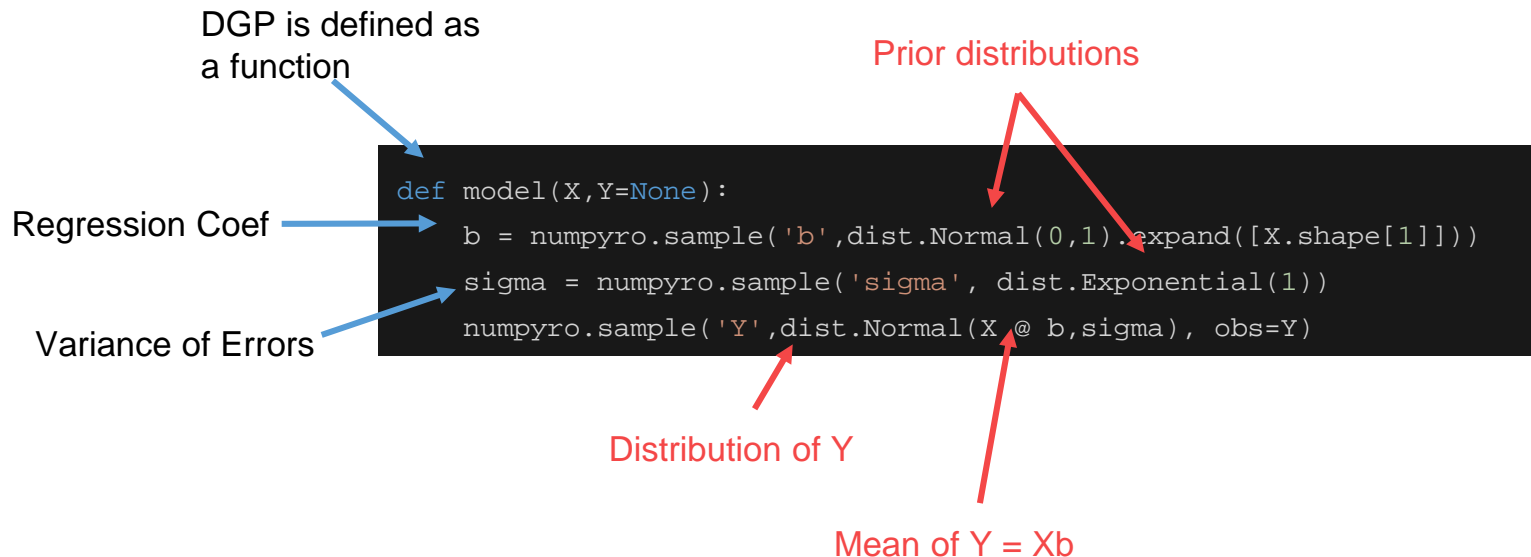 DGP is defined as
a function
Prior distributions
def model(X,Y=None):
Regression Coef
b = numpyro.sample('b',dist.Normal(0,1).expand([X.shape[1]]))
sigma = numpyro.sample('sigma', dist.Exponential(1))
Variance of Errors
numpyro.sample('Y',dist.Normal(X @ b,sigma), obs=Y)
Distribution of Y
Mean of Y = Xb